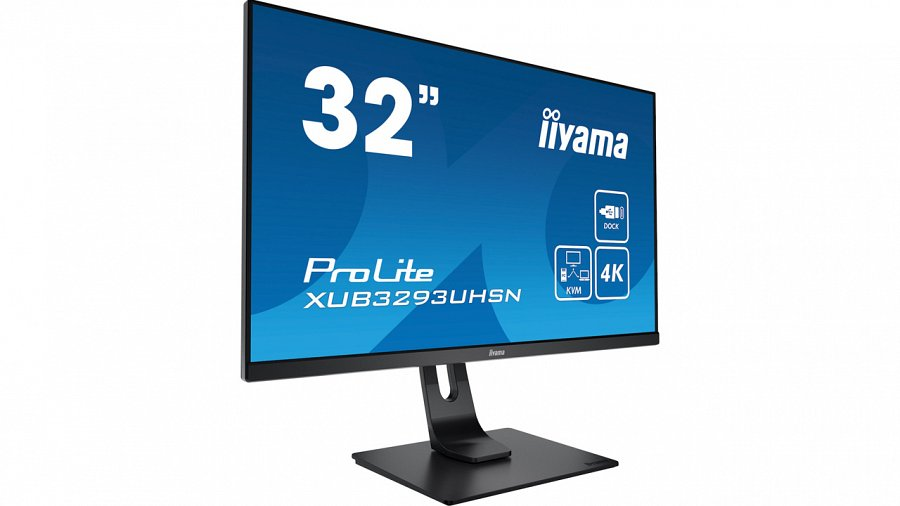 32”
iiyama
DOCK
KVM
4K
ProLite
XUB3293UHSN
iiyama